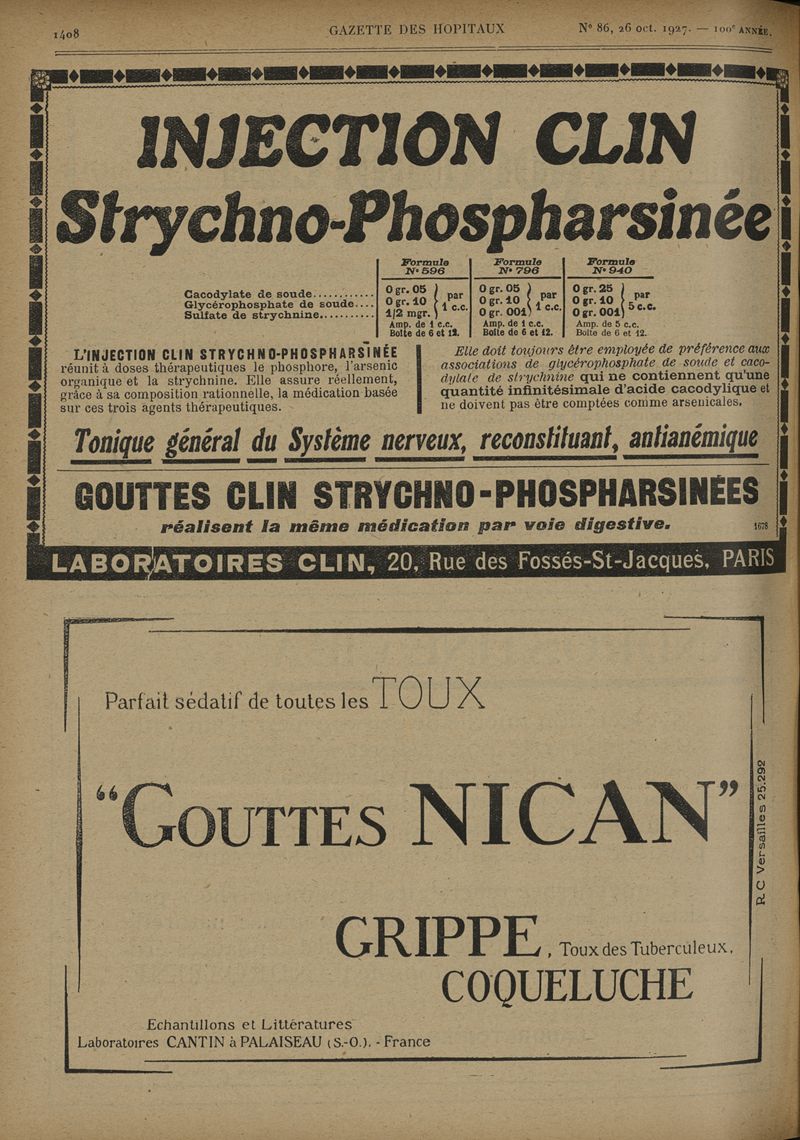 1408
GAZETTE DES HOPITAUX
N° 86, 26 oct. 1927. — 100e ANNÉE.
INJECTION CLIN
Strychno-Phospharsinée
Formule N° 596
Formule N° 796
Formule N° 940
Cacodylate de soude............ 0 gr. 05 0 gr. 05 0 gr. 25
Glycérophosphate de soude.... 0 gr. 10 par 1 c.c. 0 gr. 10 par 1 c.c. 0 gr. 10 par 5 c.c.
Sulfate de strychnine........... 1/2 mgr. 0 gr. 001 0 gr. 001
Amp. de 1 c.c. Amp. de 1 c.c. Amp. de 5 c.c.
Boîte de 6 et 12. Boîte de 6 et 12. Boîte de 6 et 12.
L'INJECTION CLIN STRYCHNO-PHOSPHARSINÉE
réunit à doses thérapeutiques le phosphore, l'arsenic
organique et la strychnine. Elle assure réellement,
grâce à sa composition rationnelle, la médication basée
sur ces trois agents thérapeutiques.
Elle doit toujours être employée de préférence aux
associations de glycérophosphate de soude et caco-
dylate de strychnine qui ne contiennent qu'une
quantité infinitésimale d'acide cacodylique et
ne doivent pas être comptées comme arsenicales.
Tonique général du Système nerveux, reconstituant, antianémique
GOUTTES CLIN STRYCHNO-PHOSPHARSINÉES
réalisent la même médication par voie digestive.
1678
LABORATOIRES CLIN, 20, Rue des Fossés-St-Jacques, PARIS
Parfait sédatif de toutes les TOUX
"GOUTTES NICAN"
GRIPPE, Toux des Tuberculeux,
COQUELUCHE
Echantillons et Littératures
Laboratoires CANTIN à PALAISEAU (S.-O.). - France
R.C Versailles 25.292